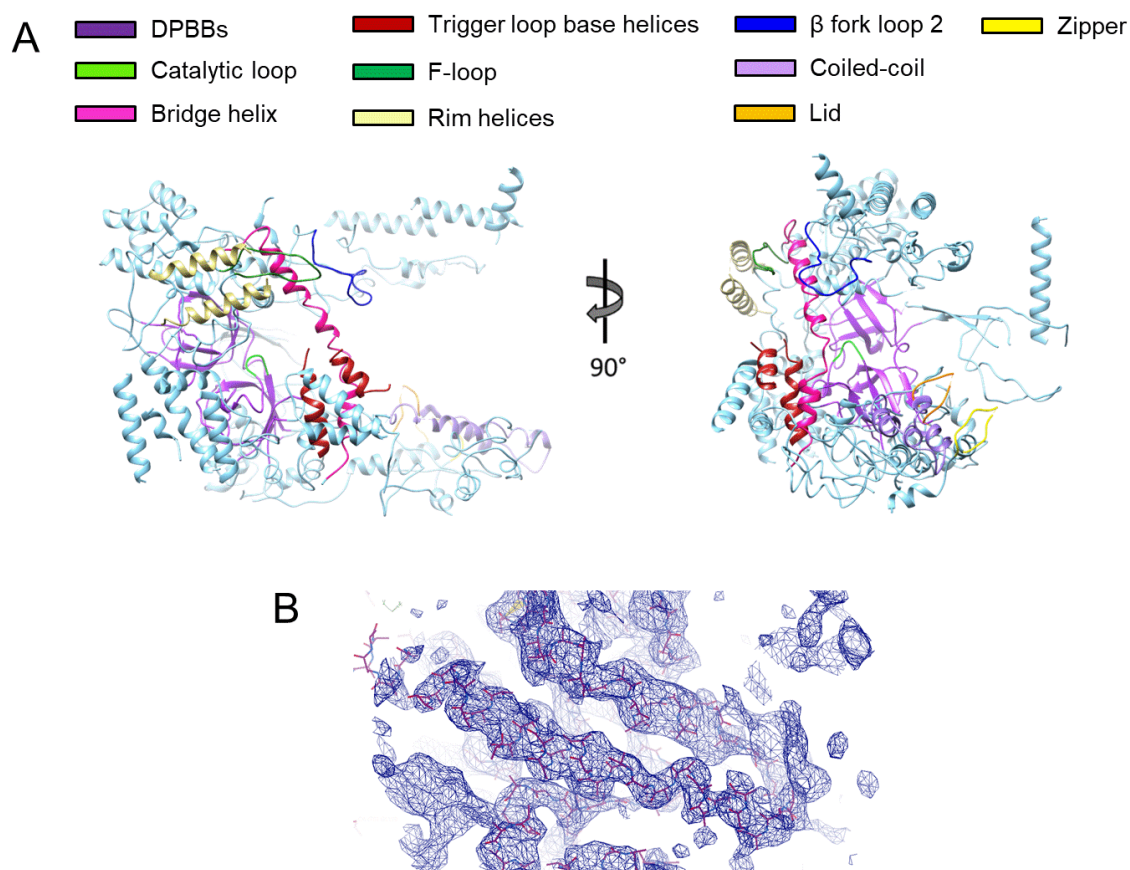 A
DPBBs
Trigger loop base helices
β fork loop 2
Zipper
Catalytic loop
F-loop
Coiled-coil
Bridge helix
Rim helices
Lid
90°
B